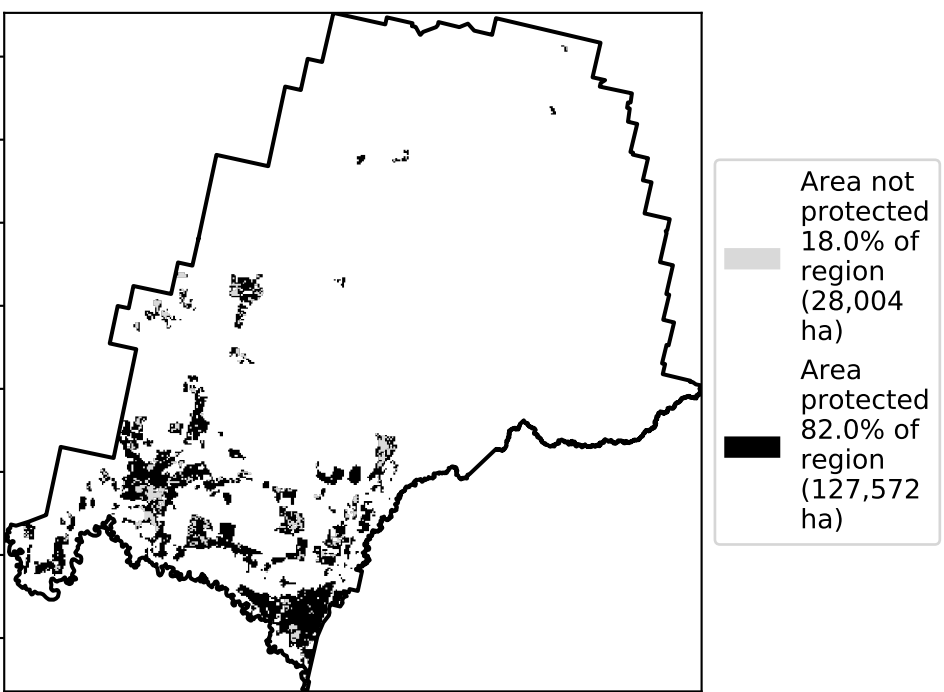 Area not
protected
18.0% of
region
(28,004
ha)
Area
protected
82.0% of
region
(127,572
ha)